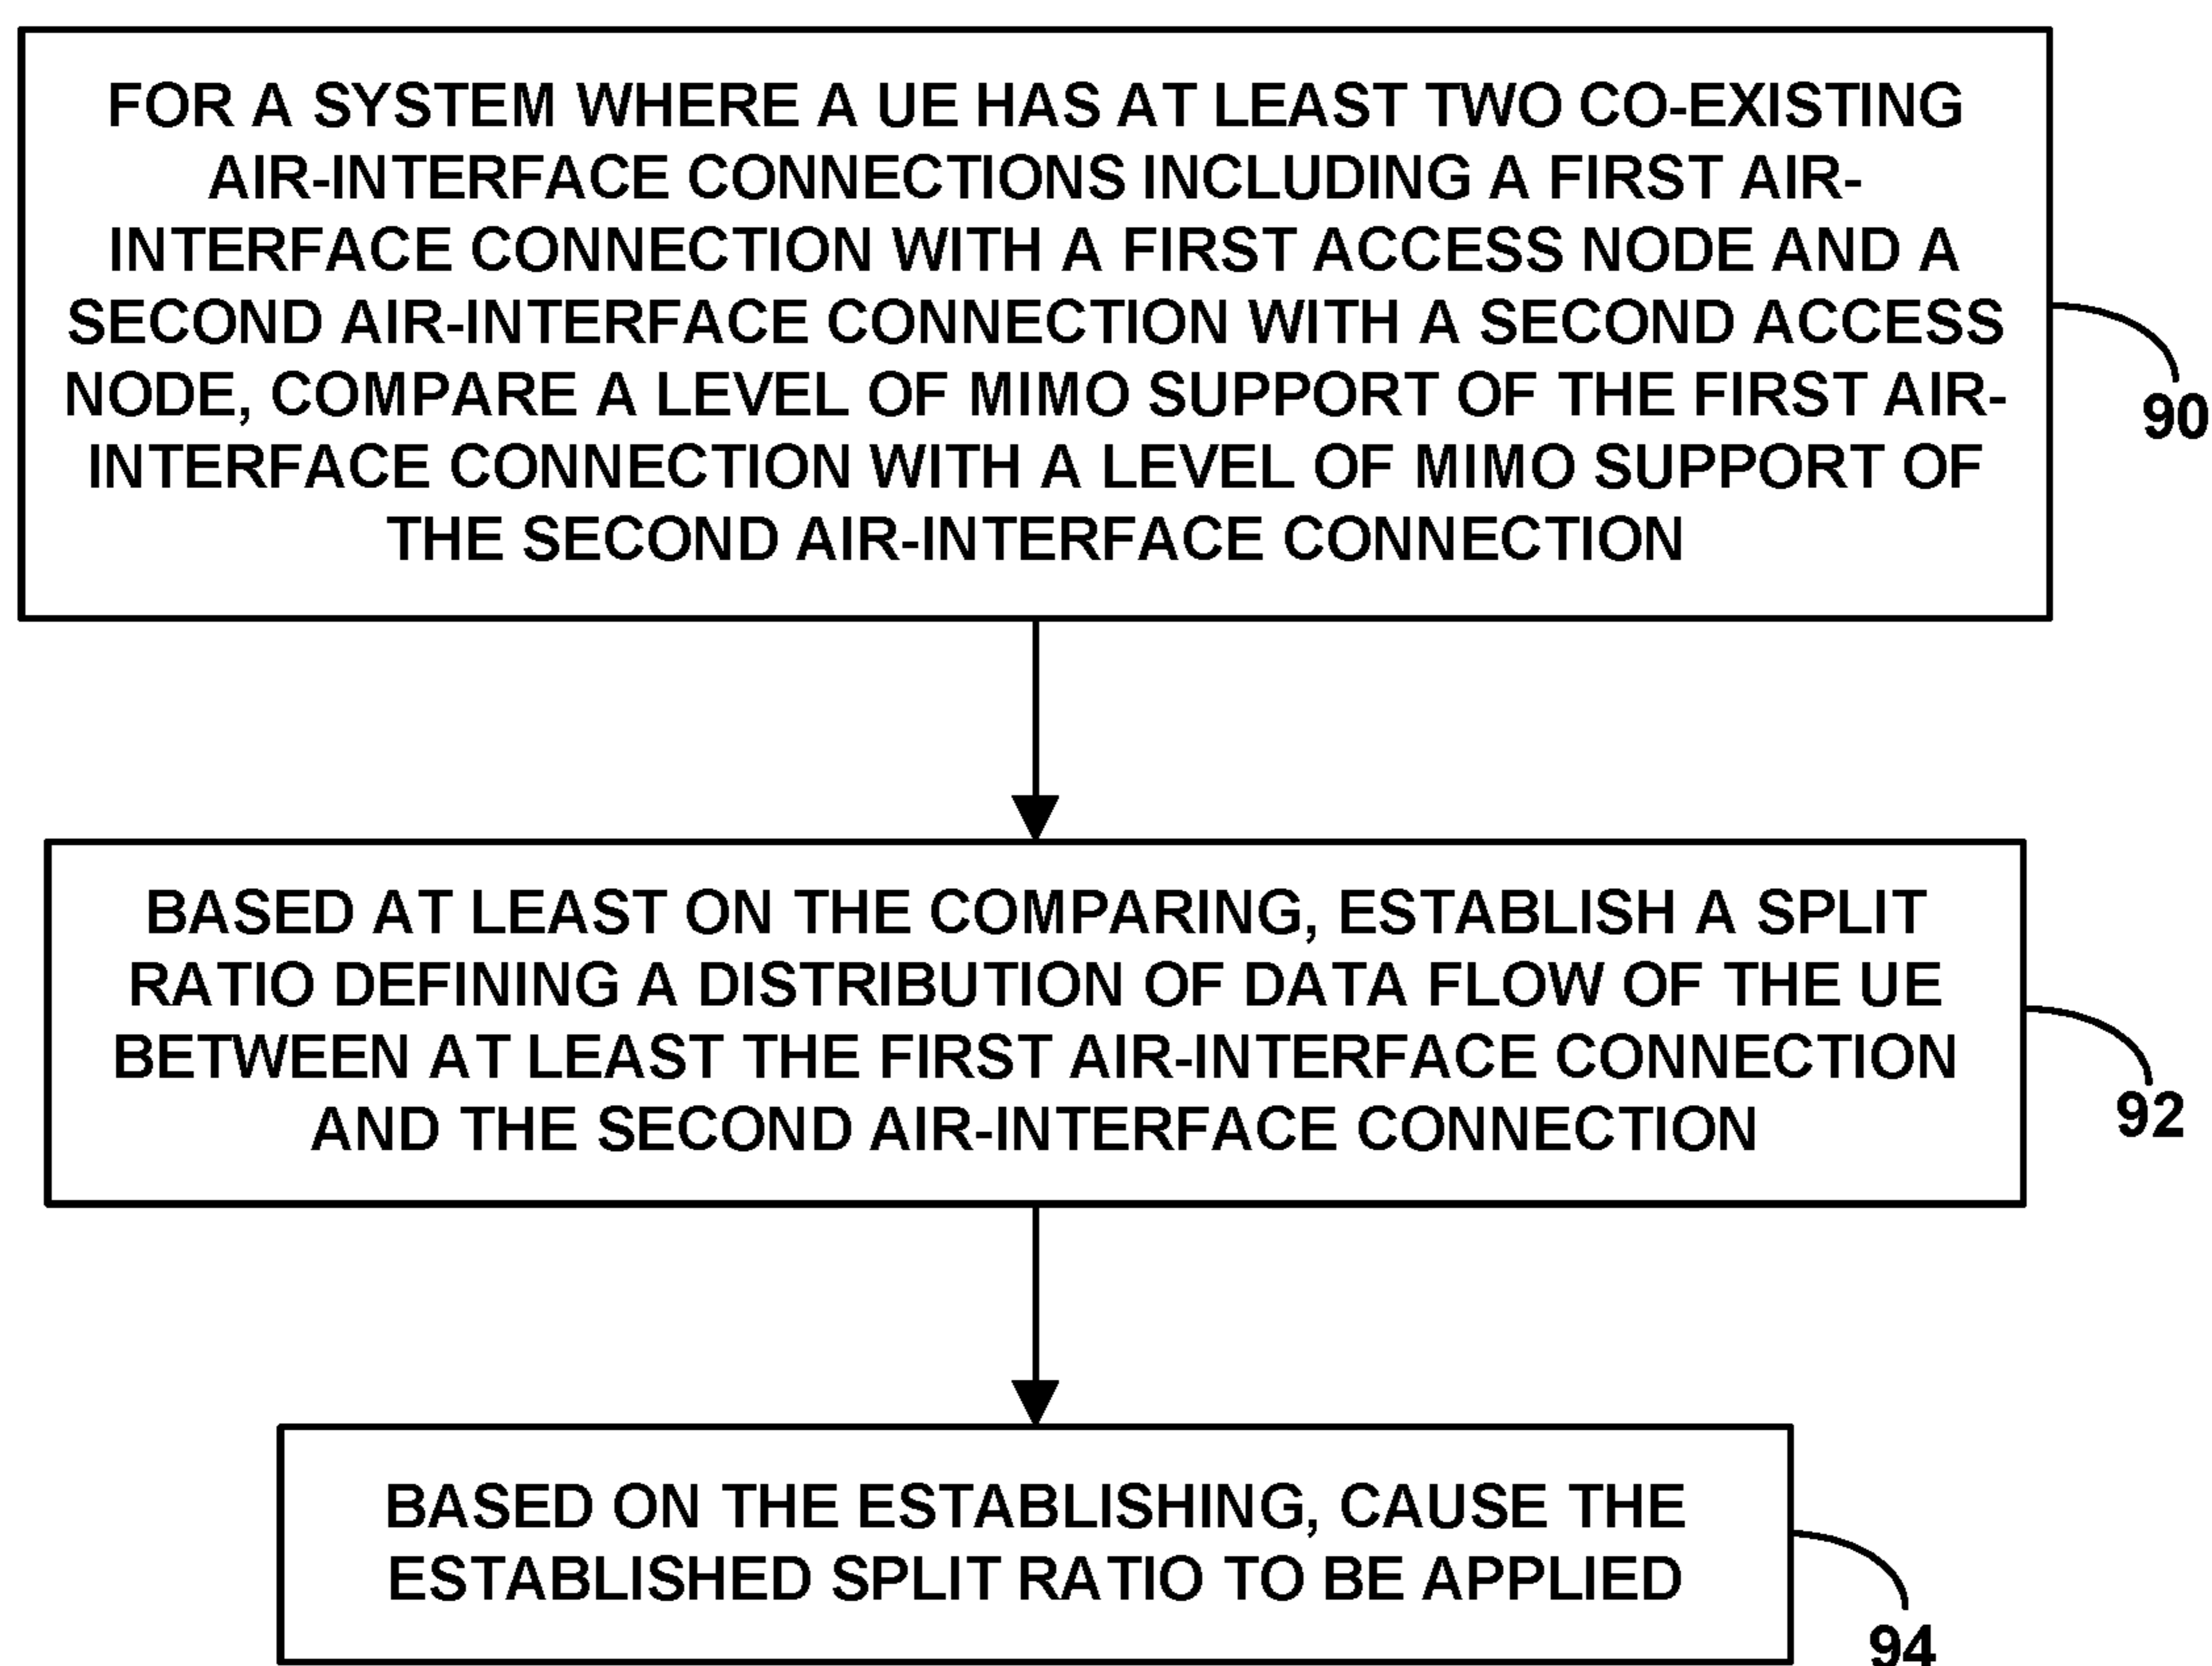 FOR A SYSTEM WHERE A UE HAS AT LEAST TWO CO-EXISTING
AIR-INTERFACE CONNECTIONS INCLUDING A FIRST AIR-
INTERFACE CONNECTION WITH A FIRST ACCESS NODE AND A
SECOND AIR-INTERFACE CONNECTION WITH A SECOND ACCESS
NODE, COMPARE A LEVEL OF MIMO SUPPORT OF THE FIRST AIR-
INTERFACE CONNECTION WITH A LEVEL OF MIMO SUPPORT OF
THE SECOND AIR-INTERFACE CONNECTION
90
BASED AT LEAST ON THE COMPARING, ESTABLISH A SPLIT
RATIO DEFINING A DISTRIBUTION OF DATA FLOW OF THE UE
BETWEEN AT LEAST THE FIRST AIR-INTERFACE CONNECTION
AND THE SECOND AIR-INTERFACE CONNECTION
92
BASED ON THE ESTABLISHING, CAUSE THE
ESTABLISHED SPLIT RATIO TO BE APPLIED
94